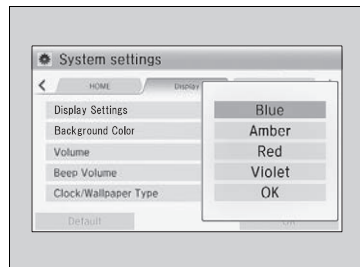 System settings
HOME
Display
Display Settings
Background Color
Volume
Beep Volume
Clock/Wallpaper Type
Default
Blue
Amber
Red
Violet
OK